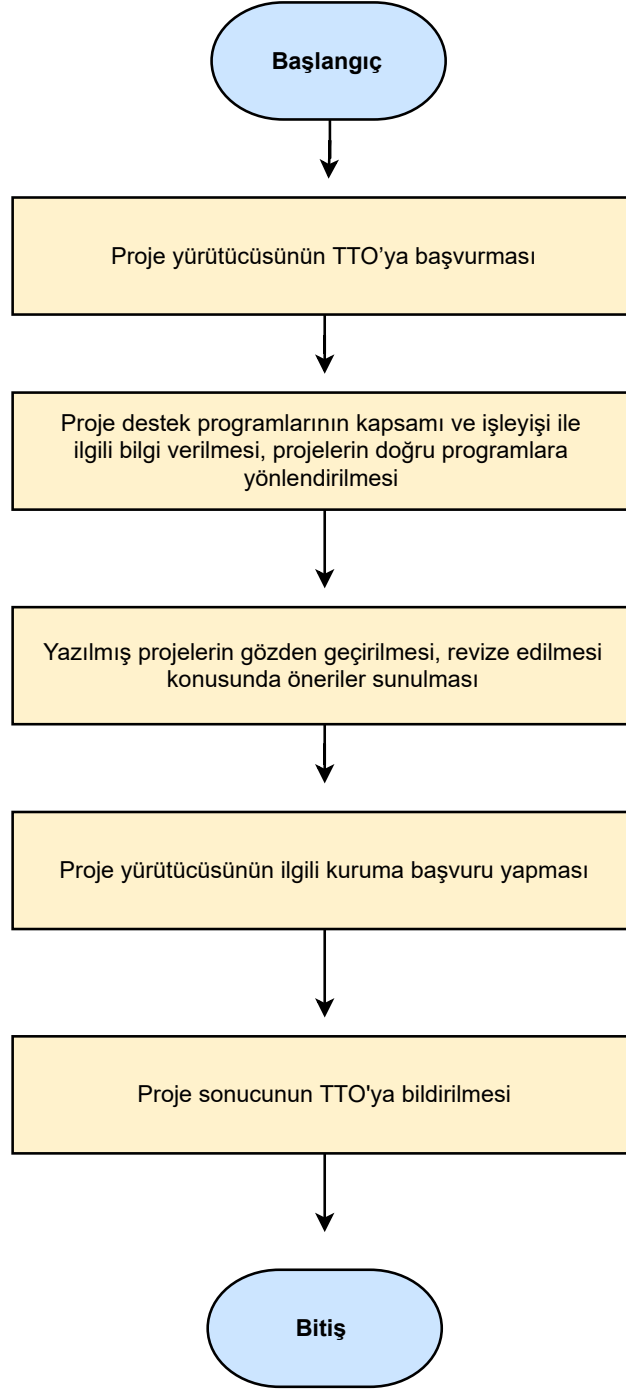 Başlangıç
Proje yürütücüsünün TTO’ya başvurması
Proje destek programlarının kapsamı ve işleyişi ile
ilgili bilgi verilmesi, projelerin doğru programlara
yönlendirilmesi
Yazılmış projelerin gözden geçirilmesi, revize edilmesi
konusunda öneriler sunulması
Proje yürütücüsünün ilgili kuruma başvuru yapması
Proje sonucunun TTO'ya bildirilmesi
Bitiş